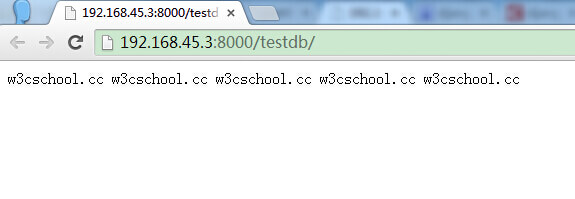 192.168.45.3:8000/testd
192.168.45.3:8000/testdb/
w3cschool.cc w3cschool.cc w3cschool.cc w3cschool.cc w3cschool.cc